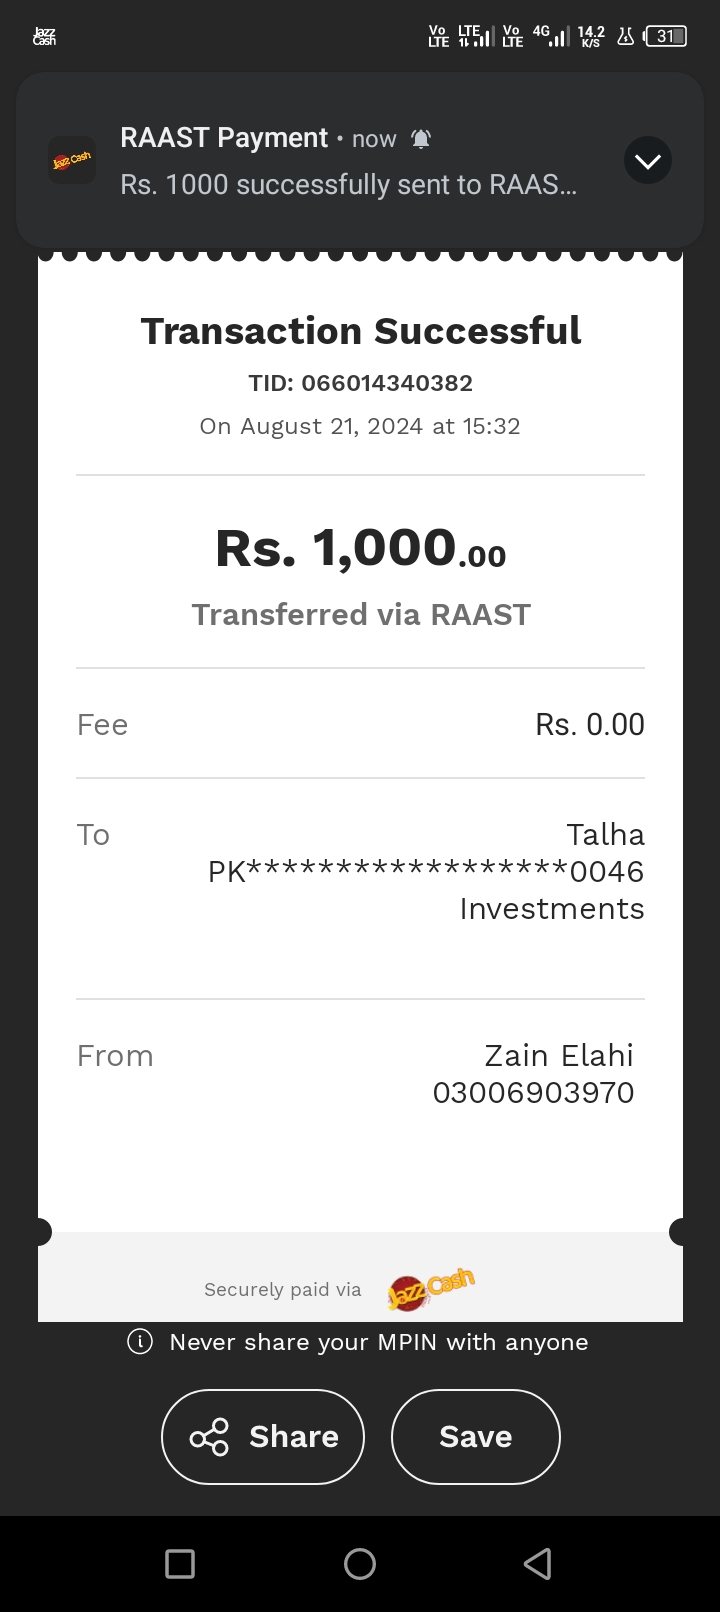 Jazz Cash
Vo LTE LTE Vo LTE 4G 14.2 K/S 31
RAAST Payment • now
Jazz Cash
Rs. 1000 successfully sent to RAAS...
Transaction Successful
TID: 066014340382
On August 21, 2024 at 15:32
Rs. 1,000.00
Transferred via RAAST
Fee Rs. 0.00
To Talha
PK******************0046
Investments
From Zain Elahi
03006903970
Securely paid via Jazz Cash
Never share your MPIN with anyone
Share Save